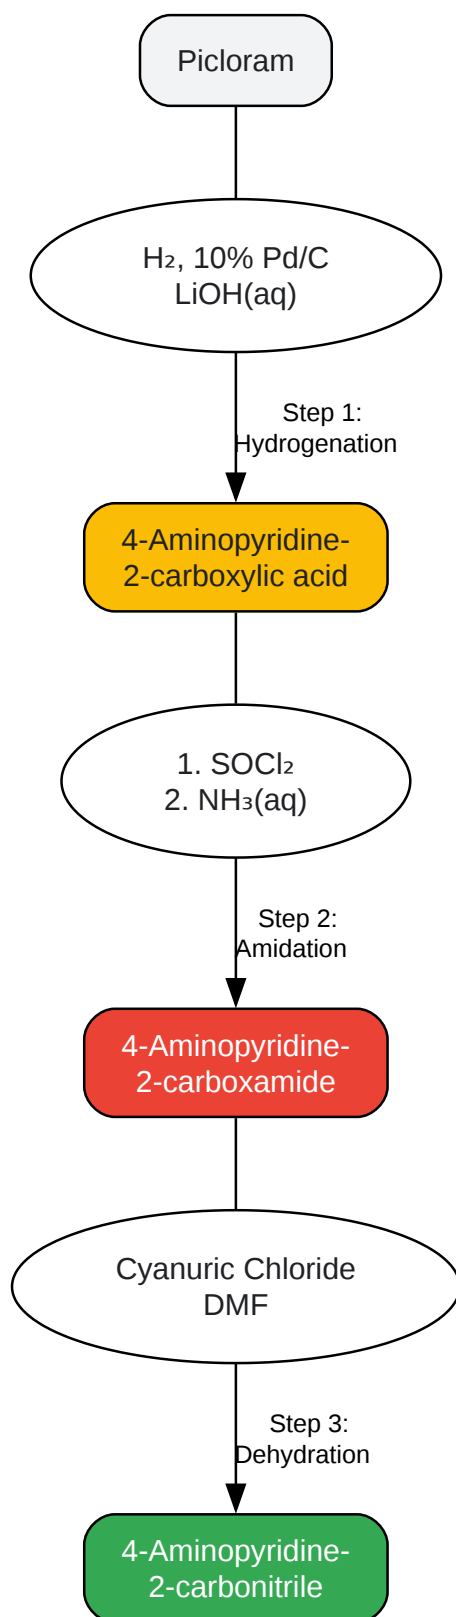 Picloram
H₂, 10% Pd/C
LiOH(aq)
Step 1:
Hydrogenation
4-Aminopyridine-
2-carboxylic acid
1. SOCl₂
2. NH₃(aq)
Step 2:
Amidation
4-Aminopyridine-
2-carboxamide
Cyanuric Chloride
DMF
Step 3:
Dehydration
4-Aminopyridine-
2-carbonitrile